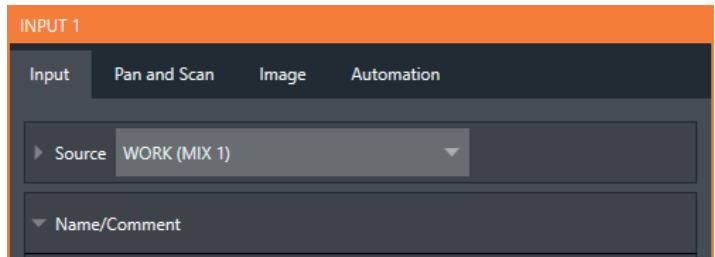 INPUT 1
Input Pan and Scan Image Automation
Source WORK (MIX 1)
Name/Comment